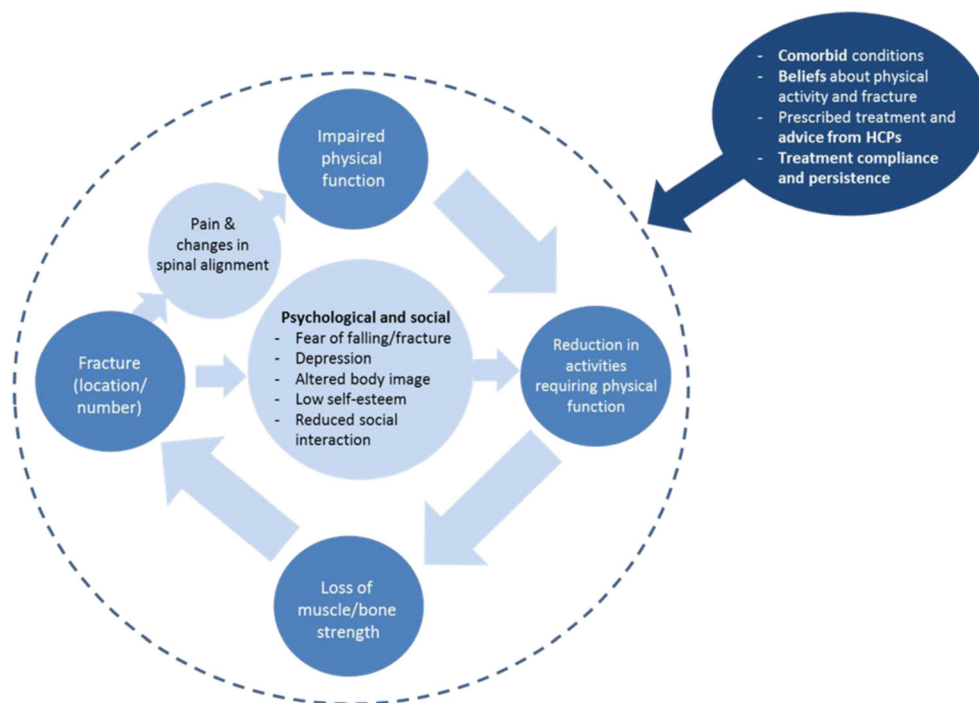 - Comorbid conditions
- Beliefs about physical
activity and fracture
- Prescribed treatment and
advice from HCPs
- Treatment compliance
and persistence
Impaired
physical
function
Pain &
changes in
spinal alignment
Psychological and social
- Fear of falling/fracture
- Depression
- Altered body image
- Low self-esteem
- Reduced social
interaction
Fracture
(location/
number)
Reduction in
activities
requiring physical
function
Loss of
muscle/bone
strength